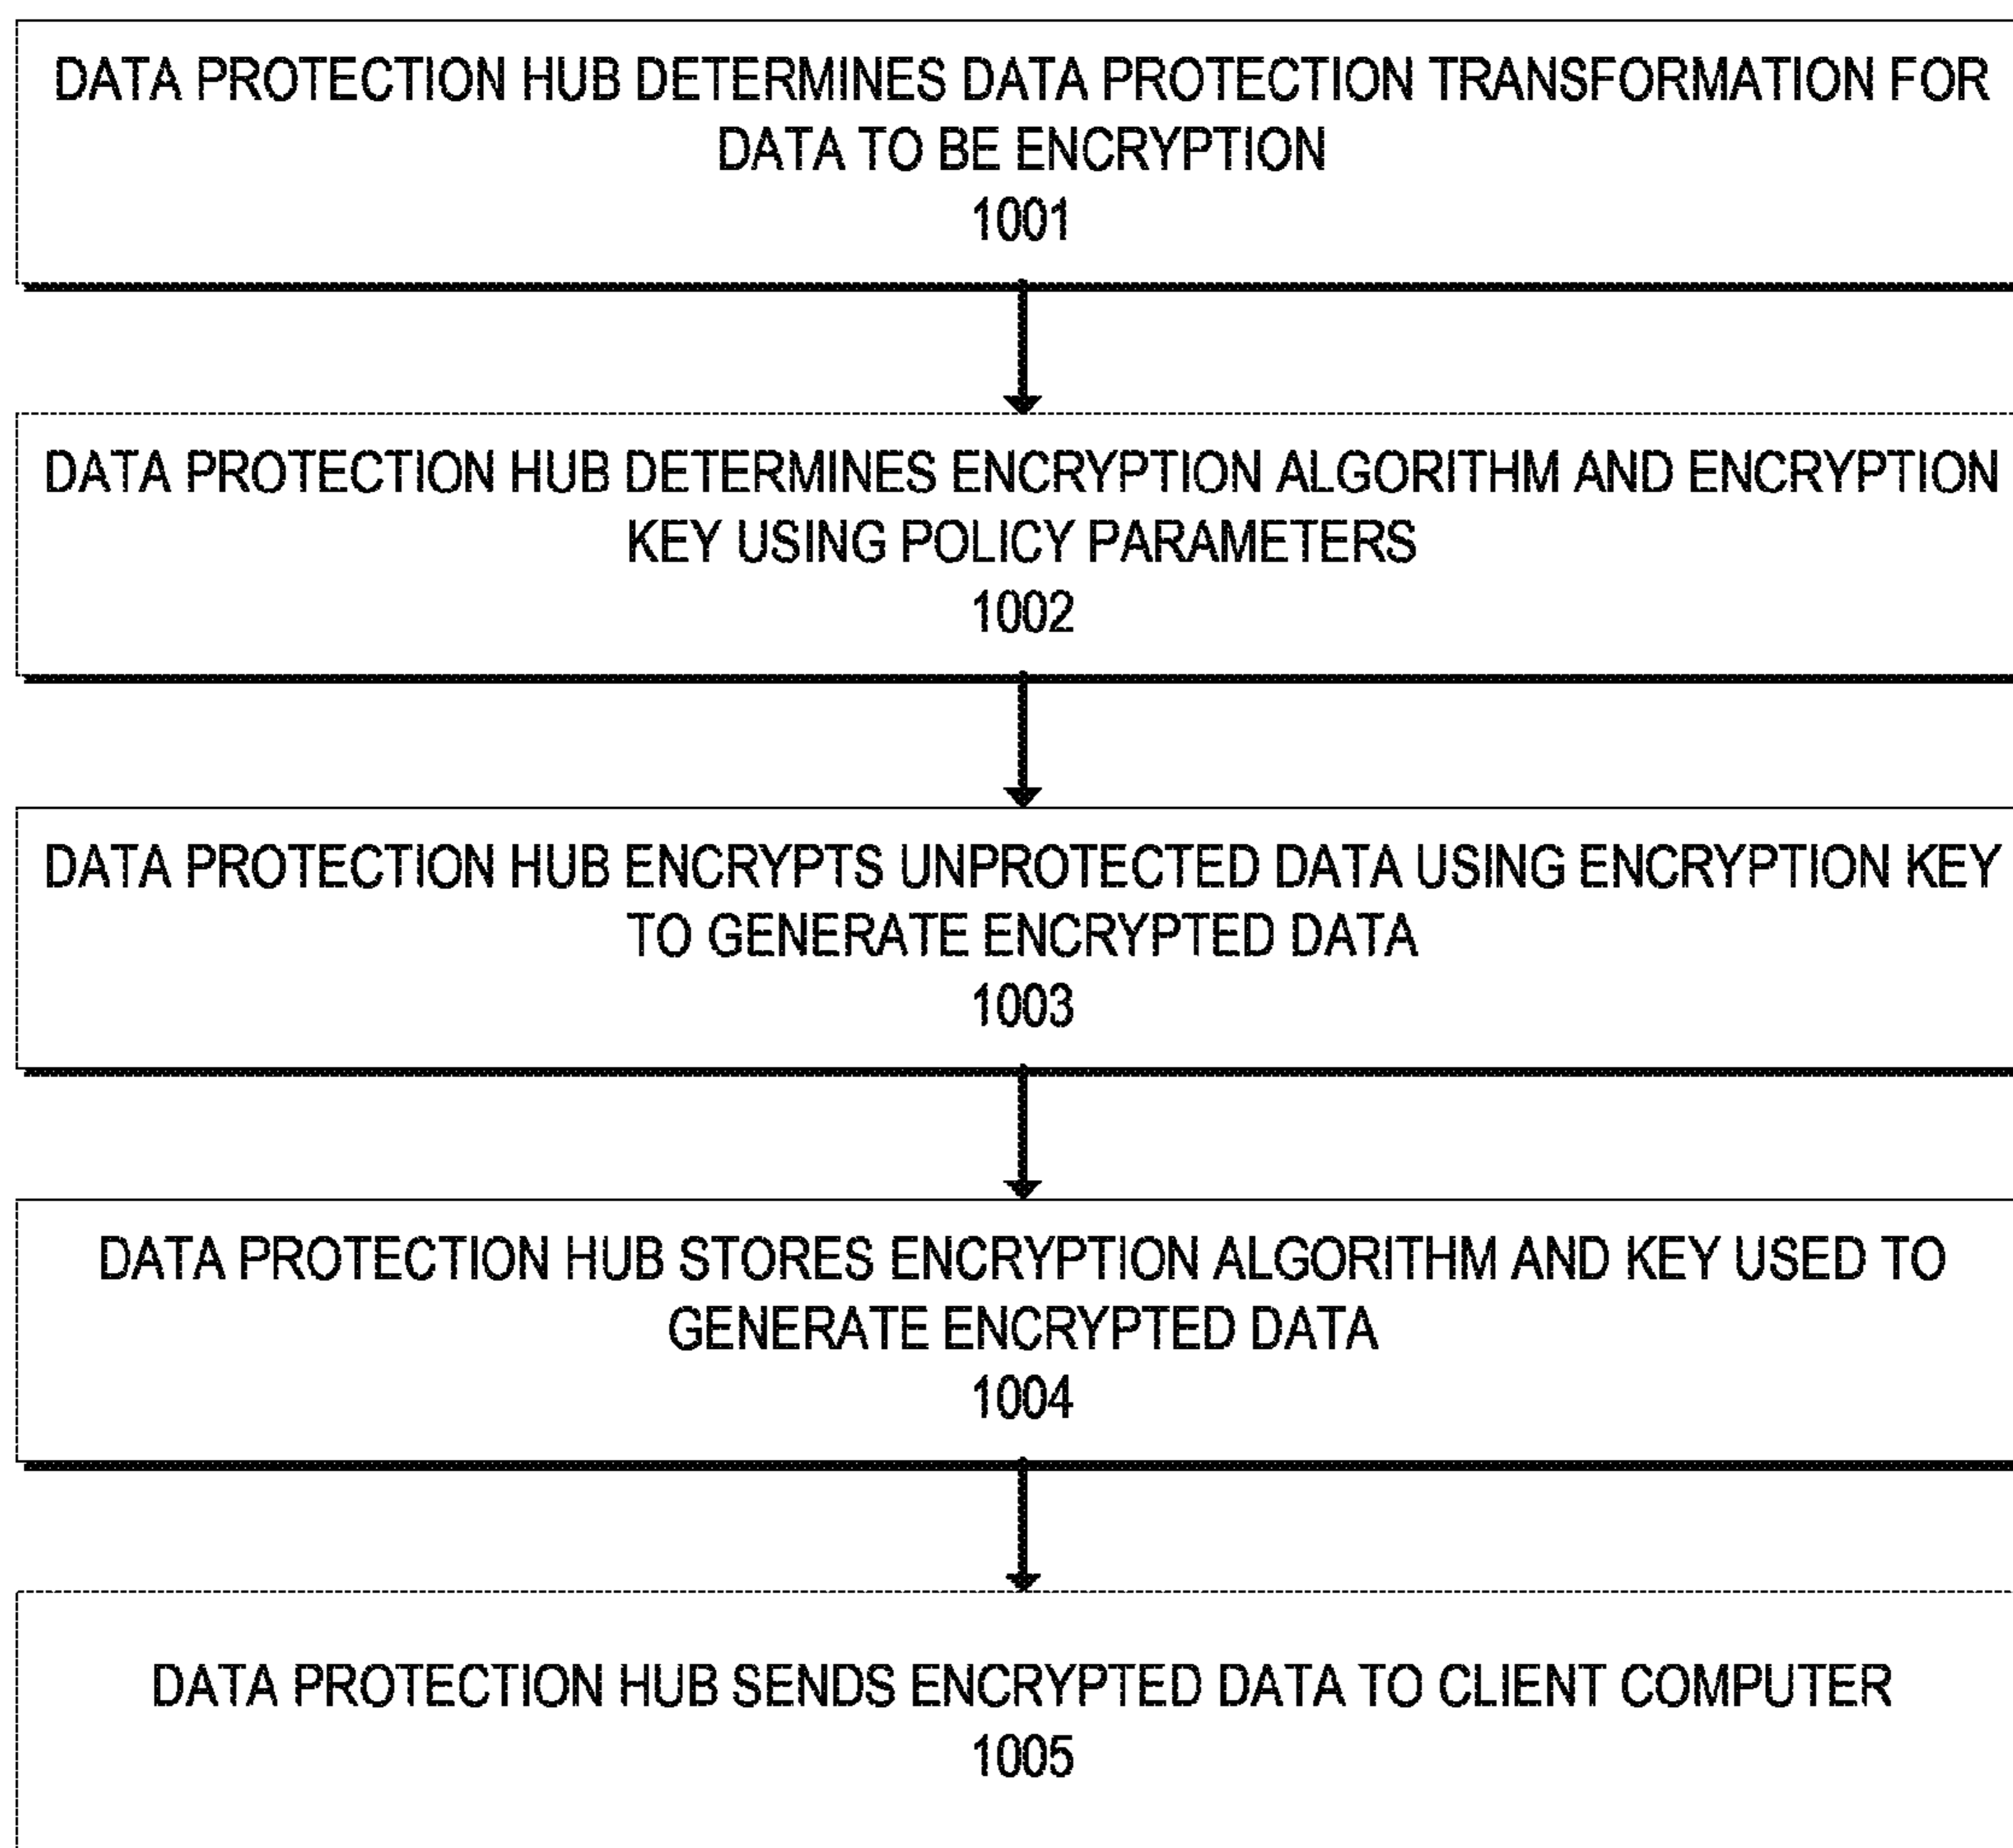 DATA PROTECTION HUB DETERMINES DATA PROTECTION TRANSFORMATION FOR
DATA TO BE ENCRYPTION
1001
DATA PROTECTION HUB DETERMINES ENCRYPTION ALGORITHM AND ENCRYPTION
KEY USING POLICY PARAMETERS
1002
DATA PROTECTION HUB ENCRYPTS UNPROTECTED DATA USING ENCRYPTION KEY
TO GENERATE ENCRYPTED DATA
1003
DATA PROTECTION HUB STORES ENCRYPTION ALGORITHM AND KEY USED TO
GENERATE ENCRYPTED DATA
1004
DATA PROTECTION HUB SENDS ENCRYPTED DATA TO CLIENT COMPUTER
1005